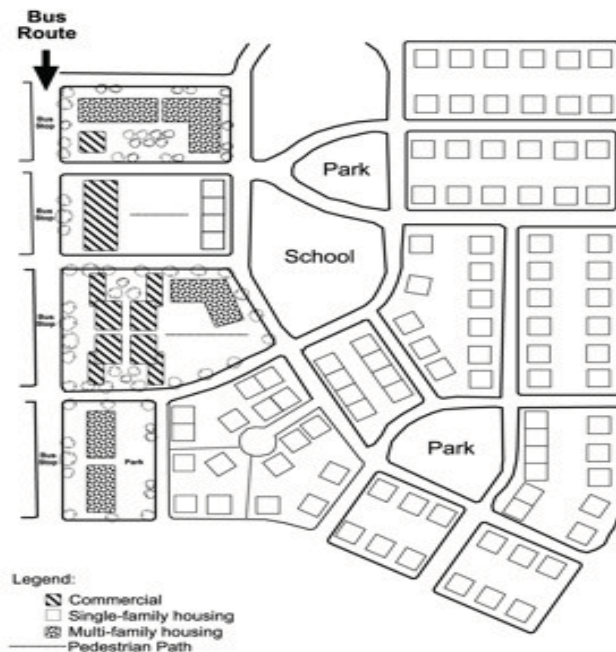 Bus
Route
Bus
Stop
Park
Bus
Stop
School
Bus
Stop
Bus
Stop
Park
Park
Legend:
Commercial
Single-family housing
Multi-family housing
Pedestrian Path